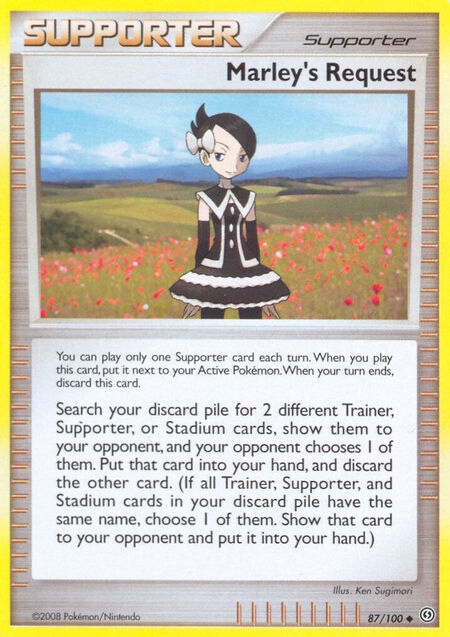 SUPPORTER Supporter
Marley's Request
You can play only one Supporter card each turn. When you play
this card, put it next to your Active Pokémon. When your turn ends,
discard this card.
Search your discard pile for 2 different Trainer,
Supporter, or Stadium cards, show them to
your opponent, and your opponent chooses 1 of
them. Put that card into your hand, and discard
the other card. (If all Trainer, Supporter, and
Stadium cards in your discard pile have the
same name, choose 1 of them. Show that card
to your opponent and put it into your hand.)
Illus. Ken Sugimori
©2008 Pokémon/Nintendo 87/100